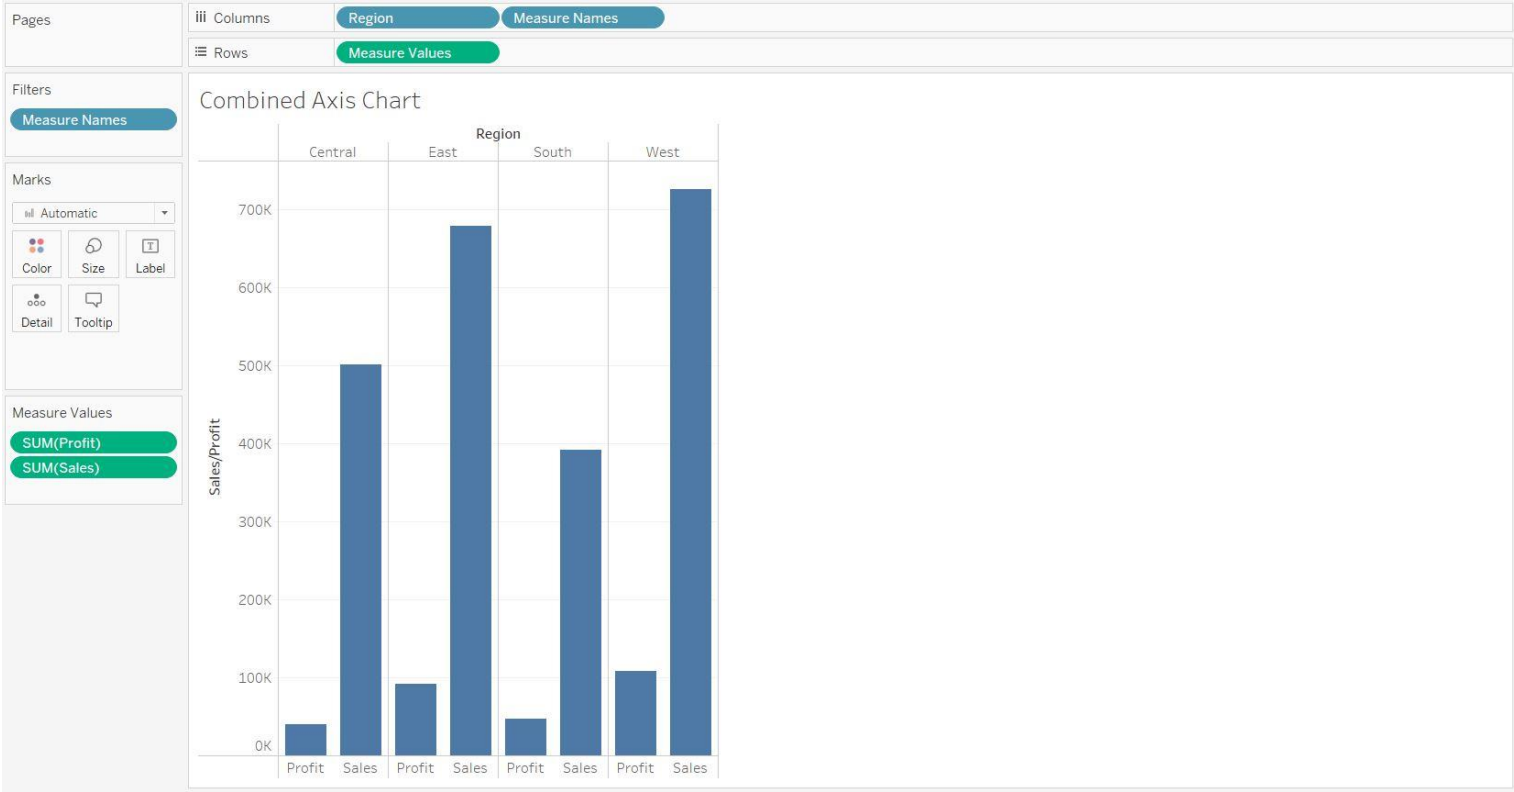 Pages
Columns
Region
Measure Names
Rows
Measure Values
Filters
Measure Names
Marks
Automatic
Color
Size
Label
Detail
Tooltip
Measure Values
SUM(Profit)
SUM(Sales)
Combined Axis Chart
Region
Central East South West
700K
600K
500K
400K
300K
200K
100K
0K
Sales/Profit
Profit Sales Profit Sales Profit Sales Profit Sales